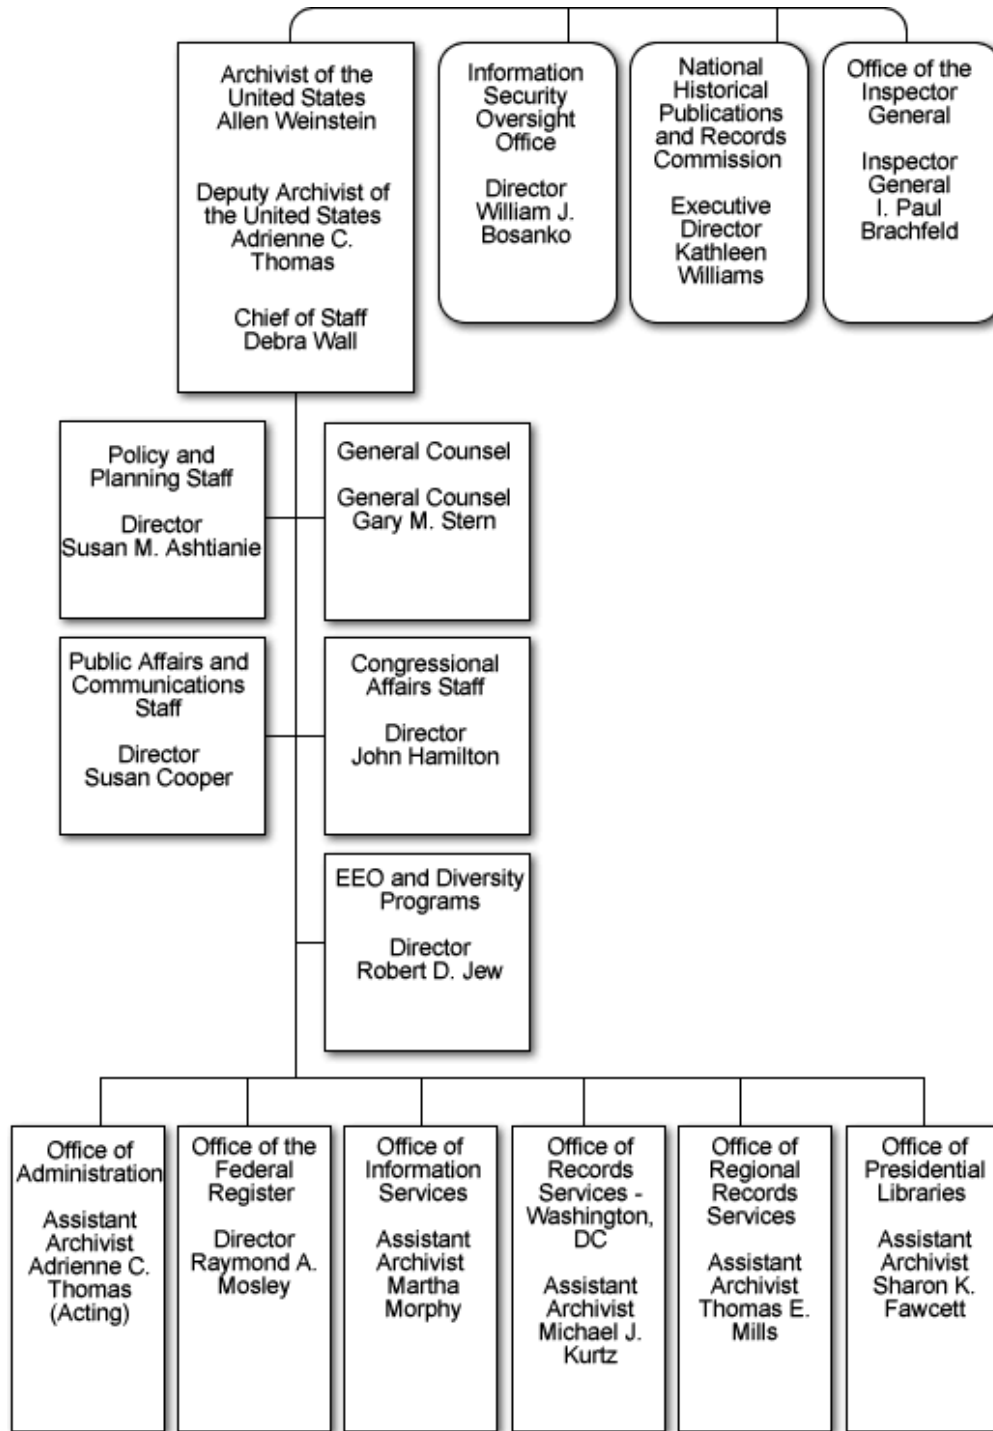 Archivist of the
United States
Allen Weinstein
Deputy Archivist of
the United States
Adrienne C.
Thomas
Chief of Staff
Debra Wall
Information
Security
Oversight
Office
Director
William J.
Bosanko
National
Historical
Publications
and Records
Commission
Executive
Director
Kathleen
Williams
Office of the
Inspector
General
Inspector
General
I. Paul
Brachfeld
Policy and
Planning Staff
Director
Susan M. Ashtianie
General Counsel
General Counsel
Gary M. Stern
Public Affairs and
Communications
Staff
Director
Susan Cooper
Congressional
Affairs Staff
Director
John Hamilton
EEO and Diversity
Programs
Director
Robert D. Jew
Office of
Administration
Assistant
Archivist
Adrienne C.
Thomas
(Acting)
Office of the
Federal
Register
Director
Raymond A.
Mosley
Office of
Information
Services
Assistant
Archivist
Martha
Morphy
Office of
Records
Services -
Washington,
DC
Assistant
Archivist
Michael J.
Kurtz
Office of
Regional
Records
Services
Assistant
Archivist
Thomas E.
Mills
Office of
Presidential
Libraries
Assistant
Archivist
Sharon K.
Fawcett